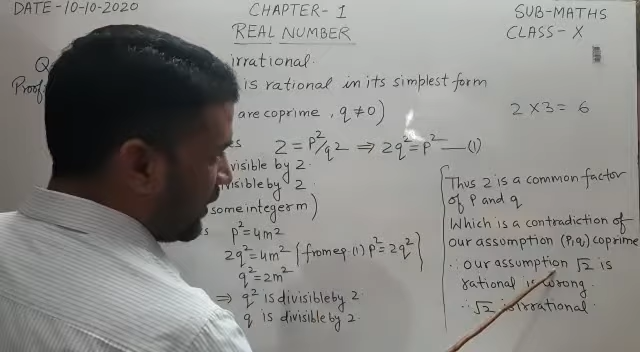 DATE-10-10-2020
CHAPTER-1
SUB-MATHS
REAL NUMBER
CLASS-X
Q
irrational.
Proof:
is rational in its simplest form
are coprime, q ≠ 0)
2 × 3 = 6
2 = p²/q² ⇒ 2q² = p² —(1)
divisible by 2.
divisible by 2
some integer m)
p² = 4m²
2q² = 4m² {from eq.(1) p² = 2q²}
q² = 2m²
⇒ q² is divisible by 2
q is divisible by 2.
Thus 2 is a common factor
of p and q
Which is a contradiction of
our assumption (p,q) coprime
∴ our assumption √2 is
rational is wrong.
∴ √2 is irrational.